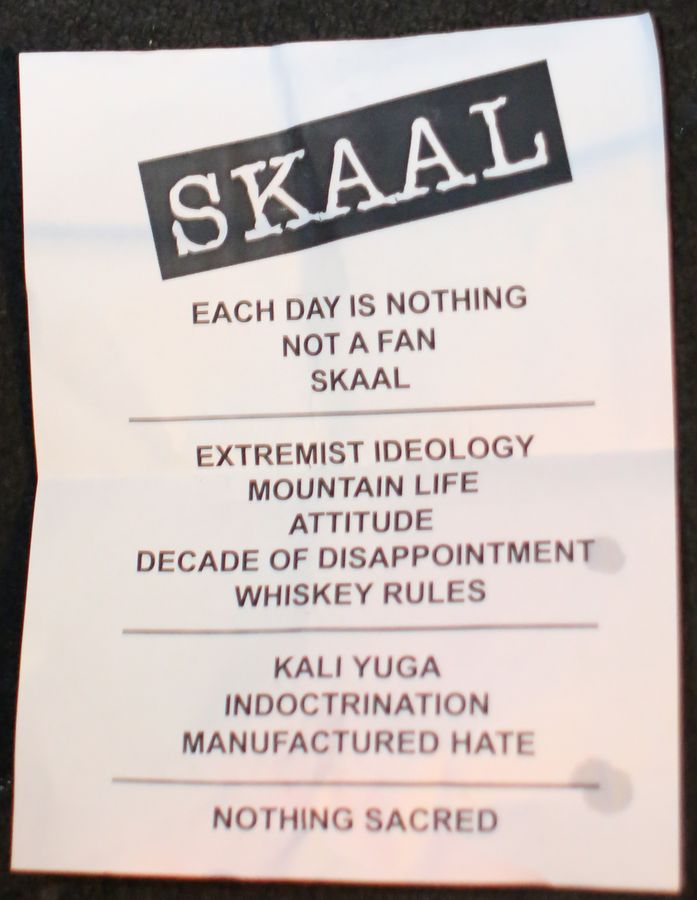 SKAAL
EACH DAY IS NOTHING
NOT A FAN
SKAAL
EXTREMIST IDEOLOGY
MOUNTAIN LIFE
ATTITUDE
DECADE OF DISAPPOINTMENT
WHISKEY RULES
KALI YUGA
INDOCTRINATION
MANUFACTURED HATE
NOTHING SACRED